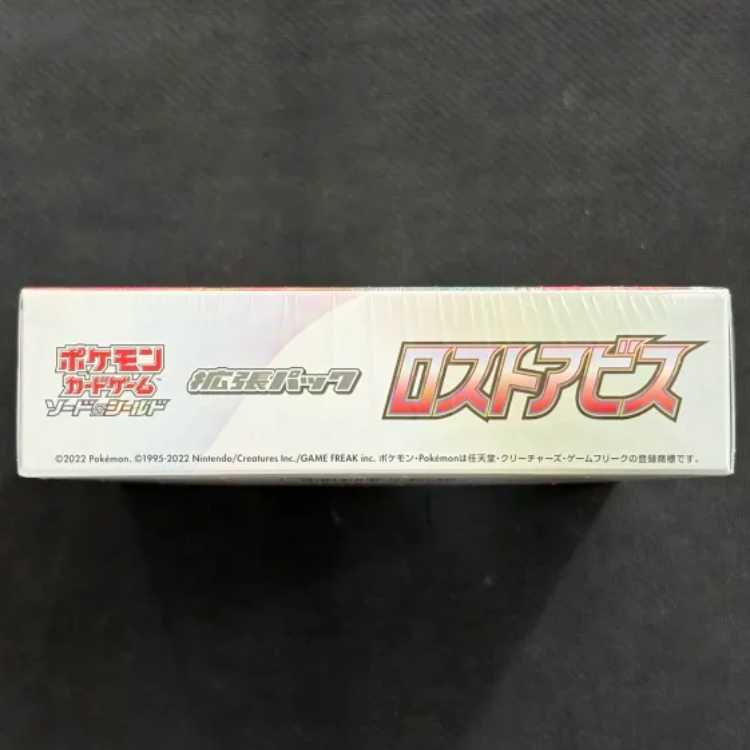 ポケモン
カードゲーム
ソード&シールド
拡張パック
ロストアビス
©2022 Pokémon. ©1995-2022 Nintendo/Creatures Inc./GAME FREAK inc. ポケモン・Pokémonは任天堂・クリーチャーズ・ゲームフリークの登録商標です。